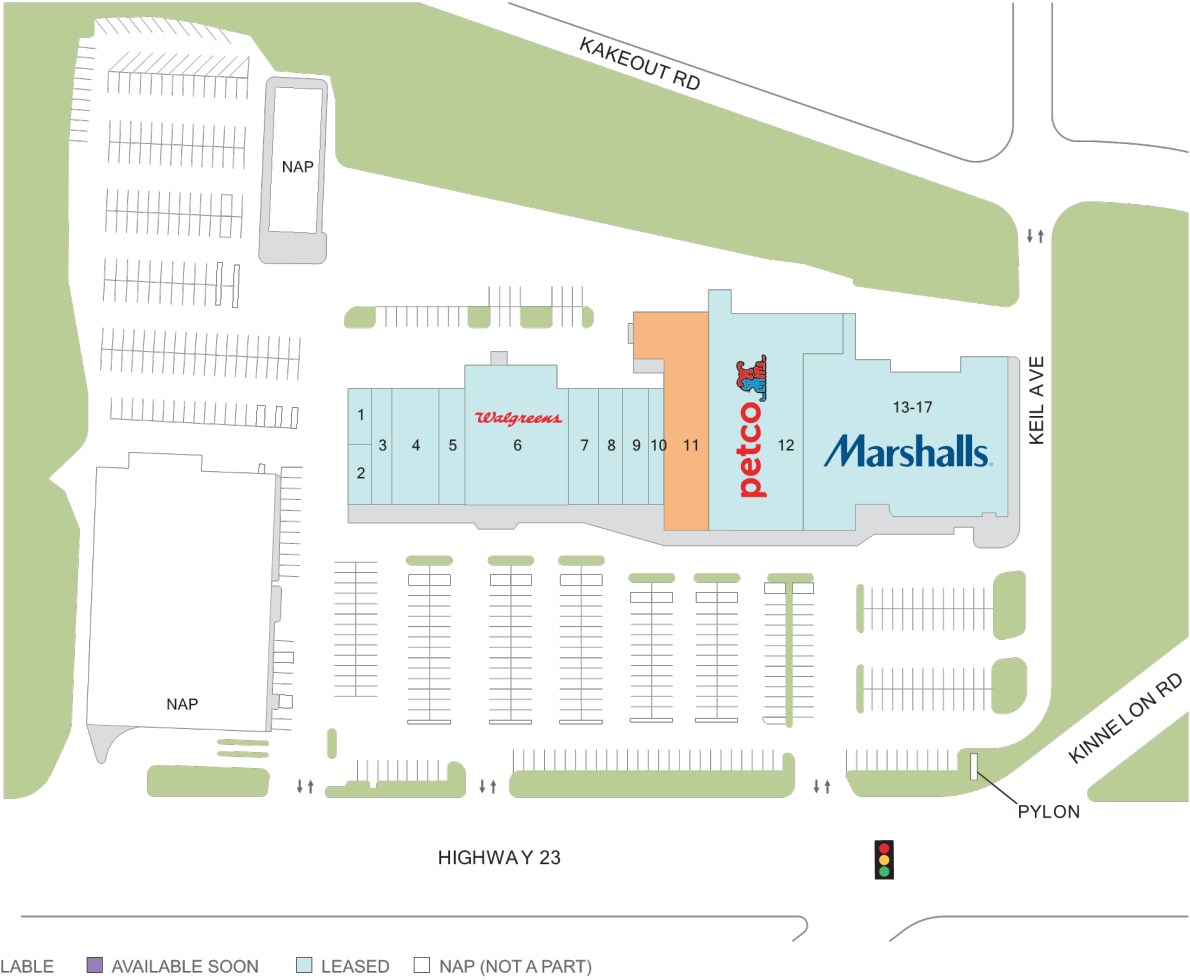 KAKEOUT RD
NAP
KEIL AVE
1
2
3
4
5
Walgreens
6
7
8
9
10
11
petco
12
13-17
Marshalls.
NAP
KINNELON RD
PYLON
HIGHWAY 23
LABLE
AVAILABLE SOON
LEASED
NAP (NOT A PART)